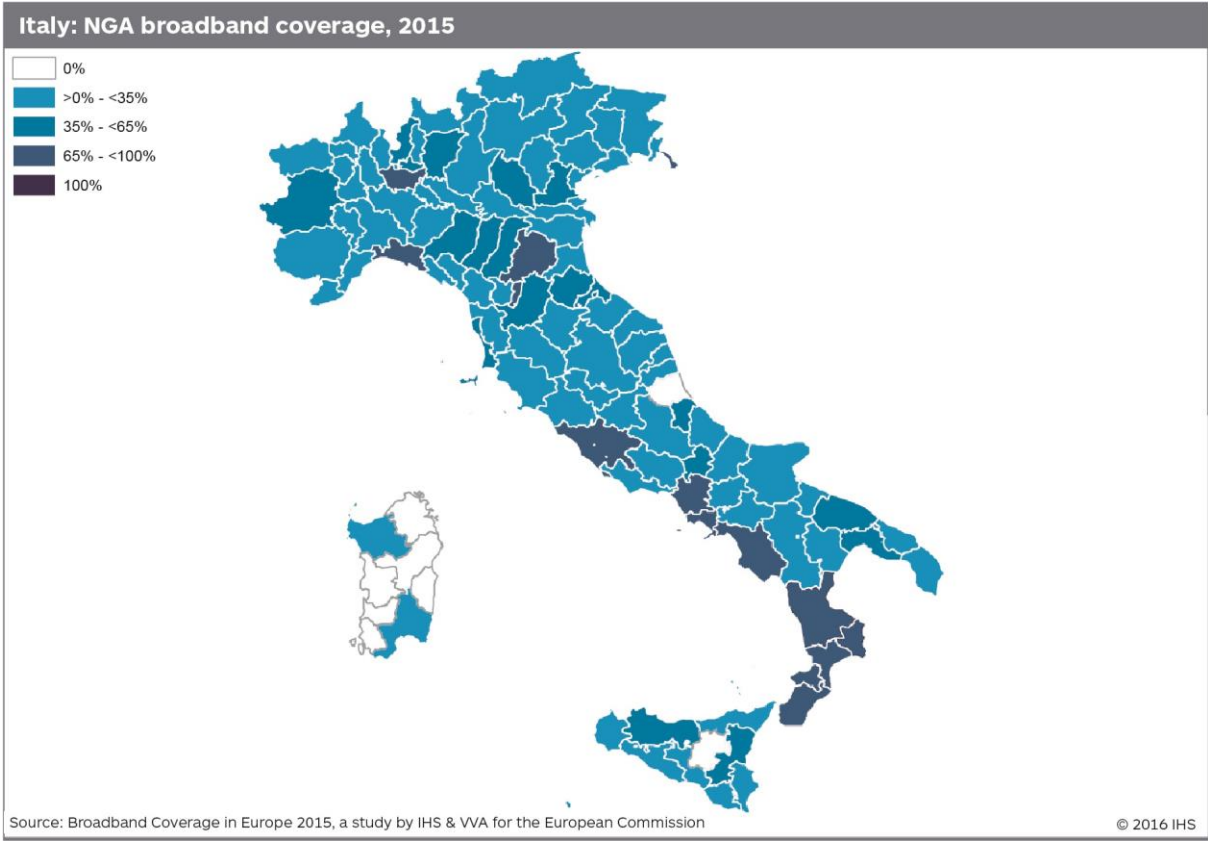 Italy: NGA broadband coverage, 2015
0%
>0% - <35%
35% - <65%
65% - <100%
100%
Source: Broadband Coverage in Europe 2015, a study by IHS & VVA for the European Commission
© 2016 IHS